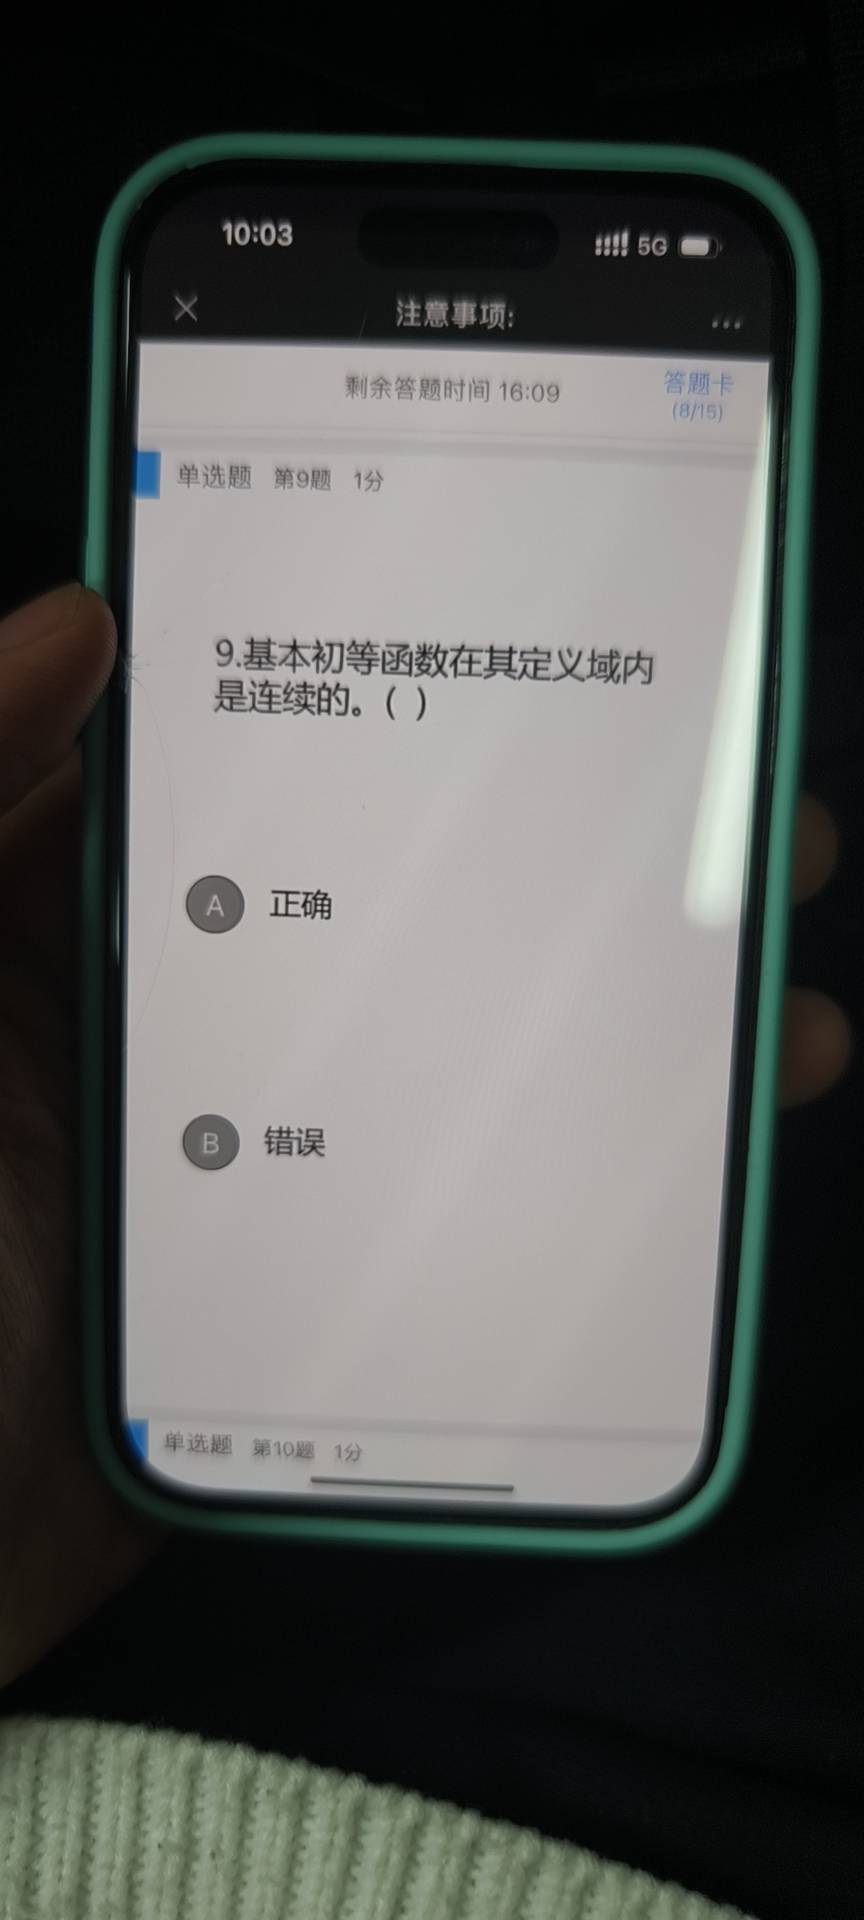 10:03 5G
注意事项:
剩余答题时间 16:09 答题卡
(8/15)
单选题 第9题 1分
9.基本初等函数在其定义域内
是连续的。( )
A 正确
B 错误
单选题 第10题 1分